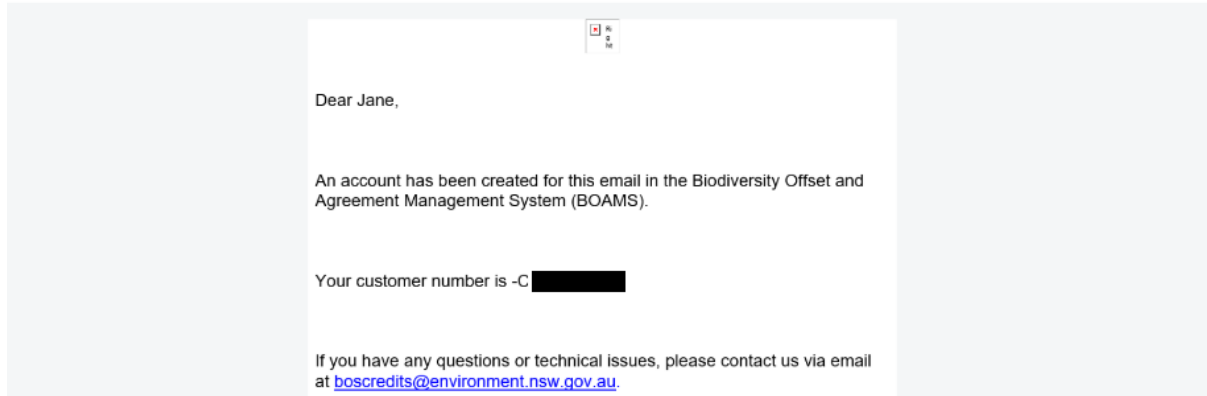 Dear Jane,
An account has been created for this email in the Biodiversity Offset and
Agreement Management System (BOAMS).
Your customer number is -C
If you have any questions or technical issues, please contact us via email
at boscredits@environment.nsw.gov.au.